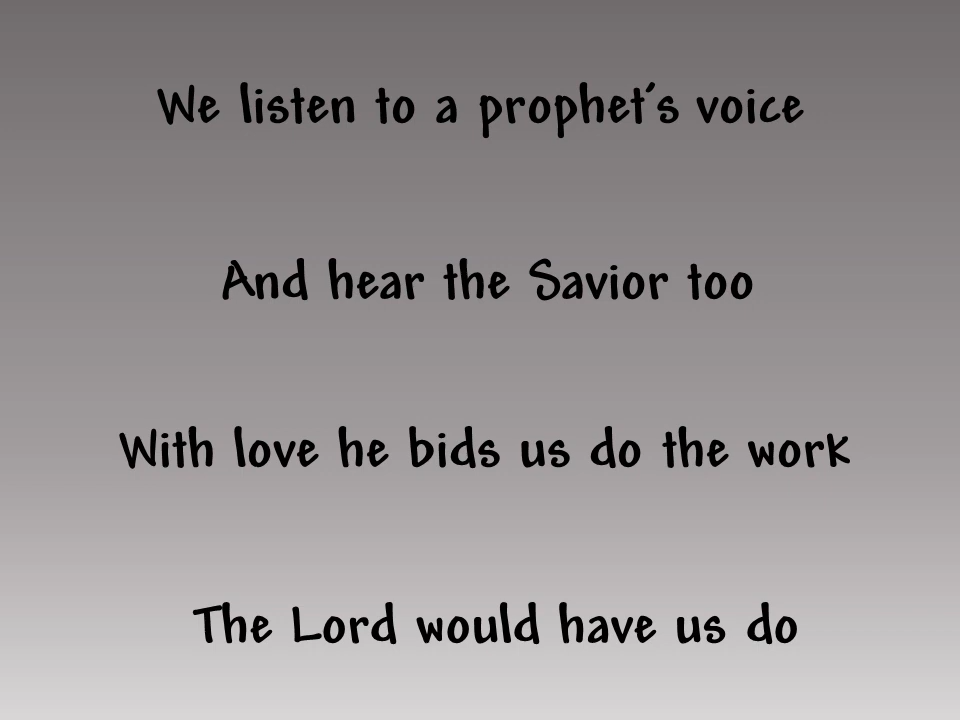 We listen to a prophet's voice
And hear the Savior too
With love he bids us do the work
The Lord would have us do